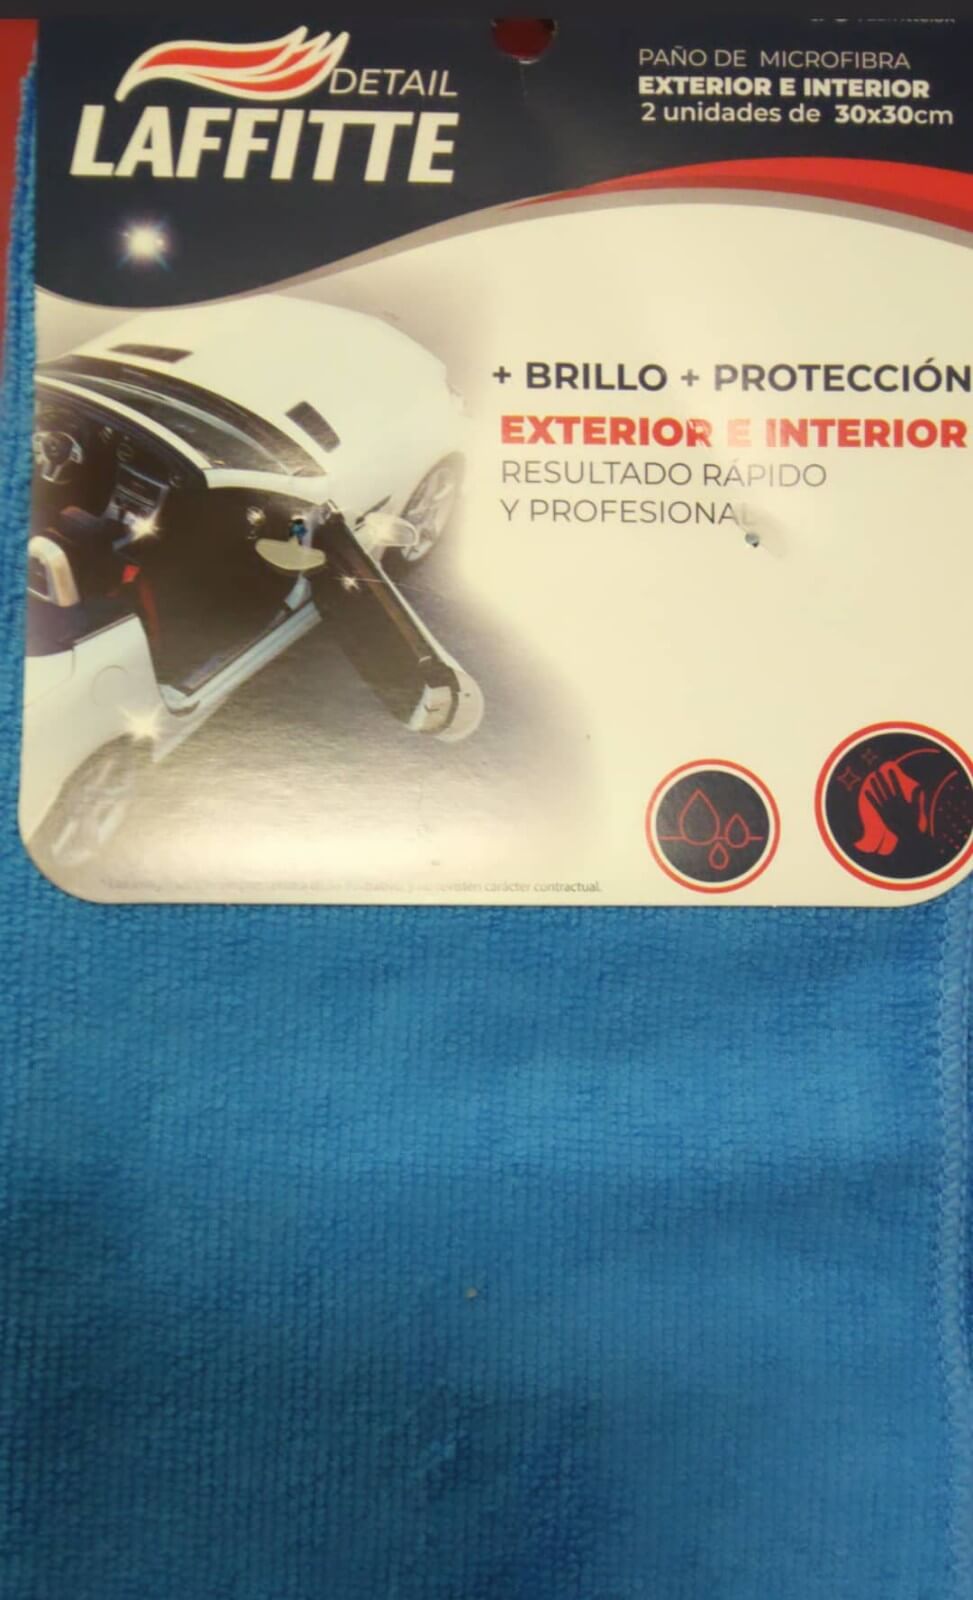 DETAIL
LAFFITTE
PAÑO DE MICROFIBRA
EXTERIOR E INTERIOR
2 unidades de 30x30cm
+ BRILLO + PROTECCIÓN
EXTERIOR E INTERIOR
RESULTADO RÁPIDO
Y PROFESIONAL
carácter contractual.